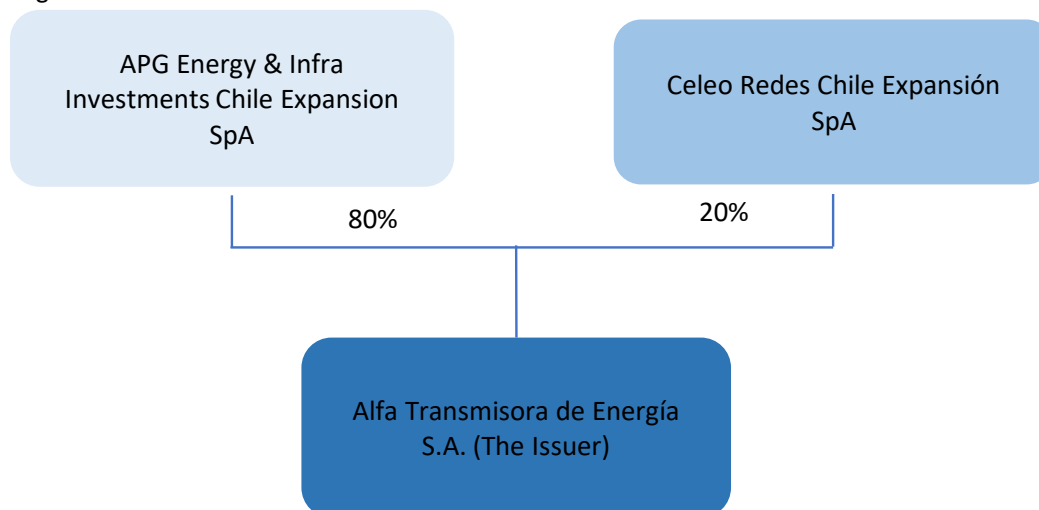 APG Energy & Infra
Investments Chile Expansion
SpA
Celeo Redes Chile Expansión
SpA
80%
20%
Alfa Transmisora de Energía
S.A. (The Issuer)